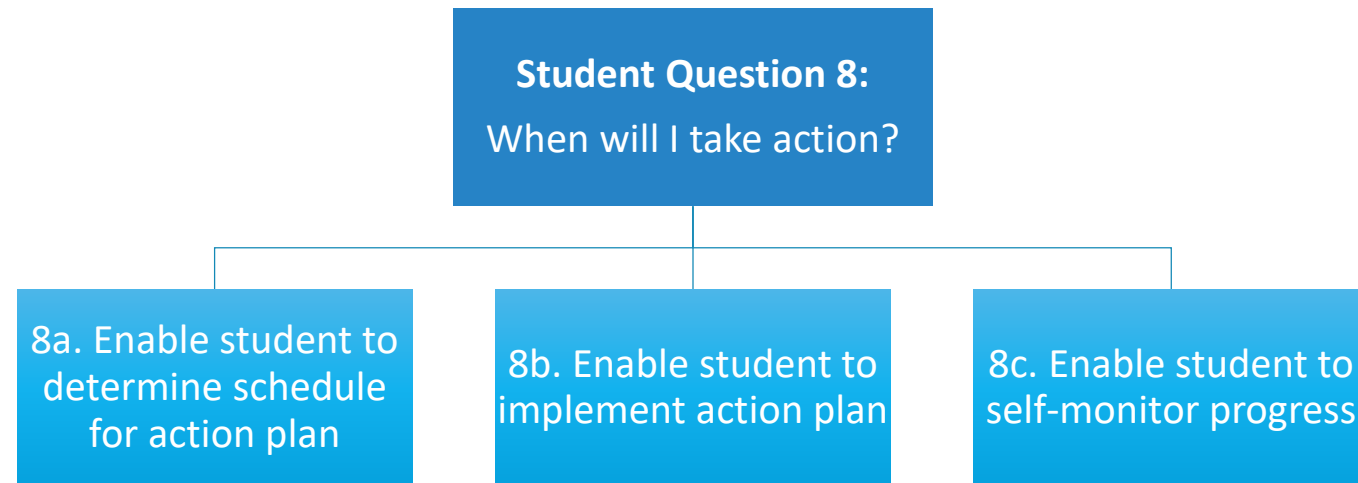 Student Question 8:
When will I take action?
8a. Enable student to
determine schedule
for action plan
8b. Enable student to
implement action plan
8c. Enable student to
self-monitor progress